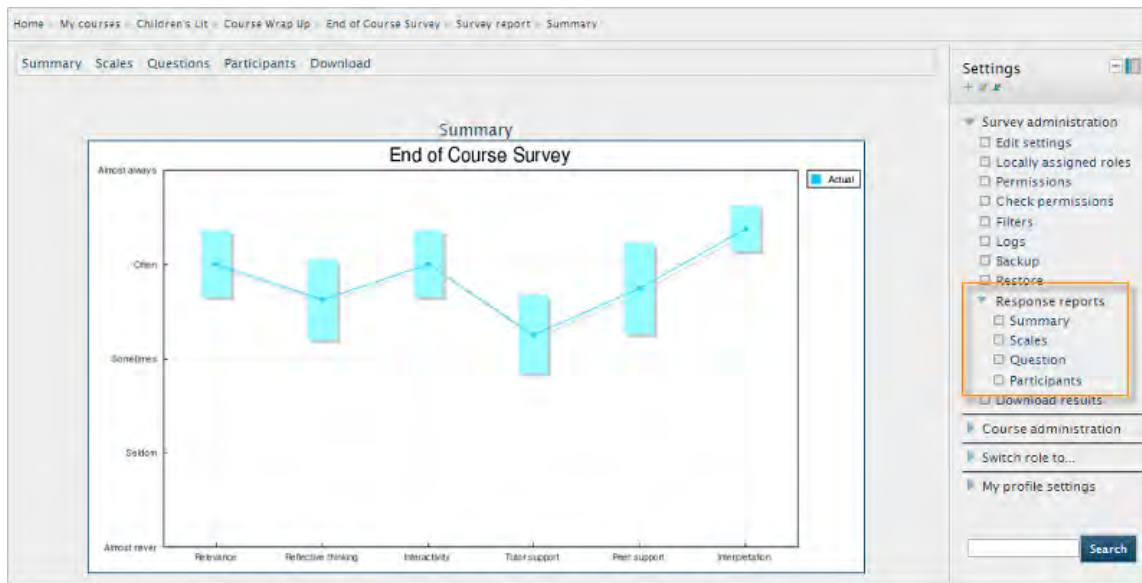 Home My courses Children's Lit Course Wrap Up End of Course Survey Survey report Summary
Summary Scales Questions Participants Download
Summary
End of Course Survey
Actual
Almost always
Often
Sometimes
Seldom
Almost never
Relevance Reflective thinking Interactivity Tutor support Peer support Interpretation
Settings
Survey administration
Edit settings
Locally assigned roles
Permissions
Check permissions
Filters
Logs
Backup
Restore
Response reports
Summary
Scales
Question
Participants
Download results
Course administration
Switch role to...
My profile settings
Search